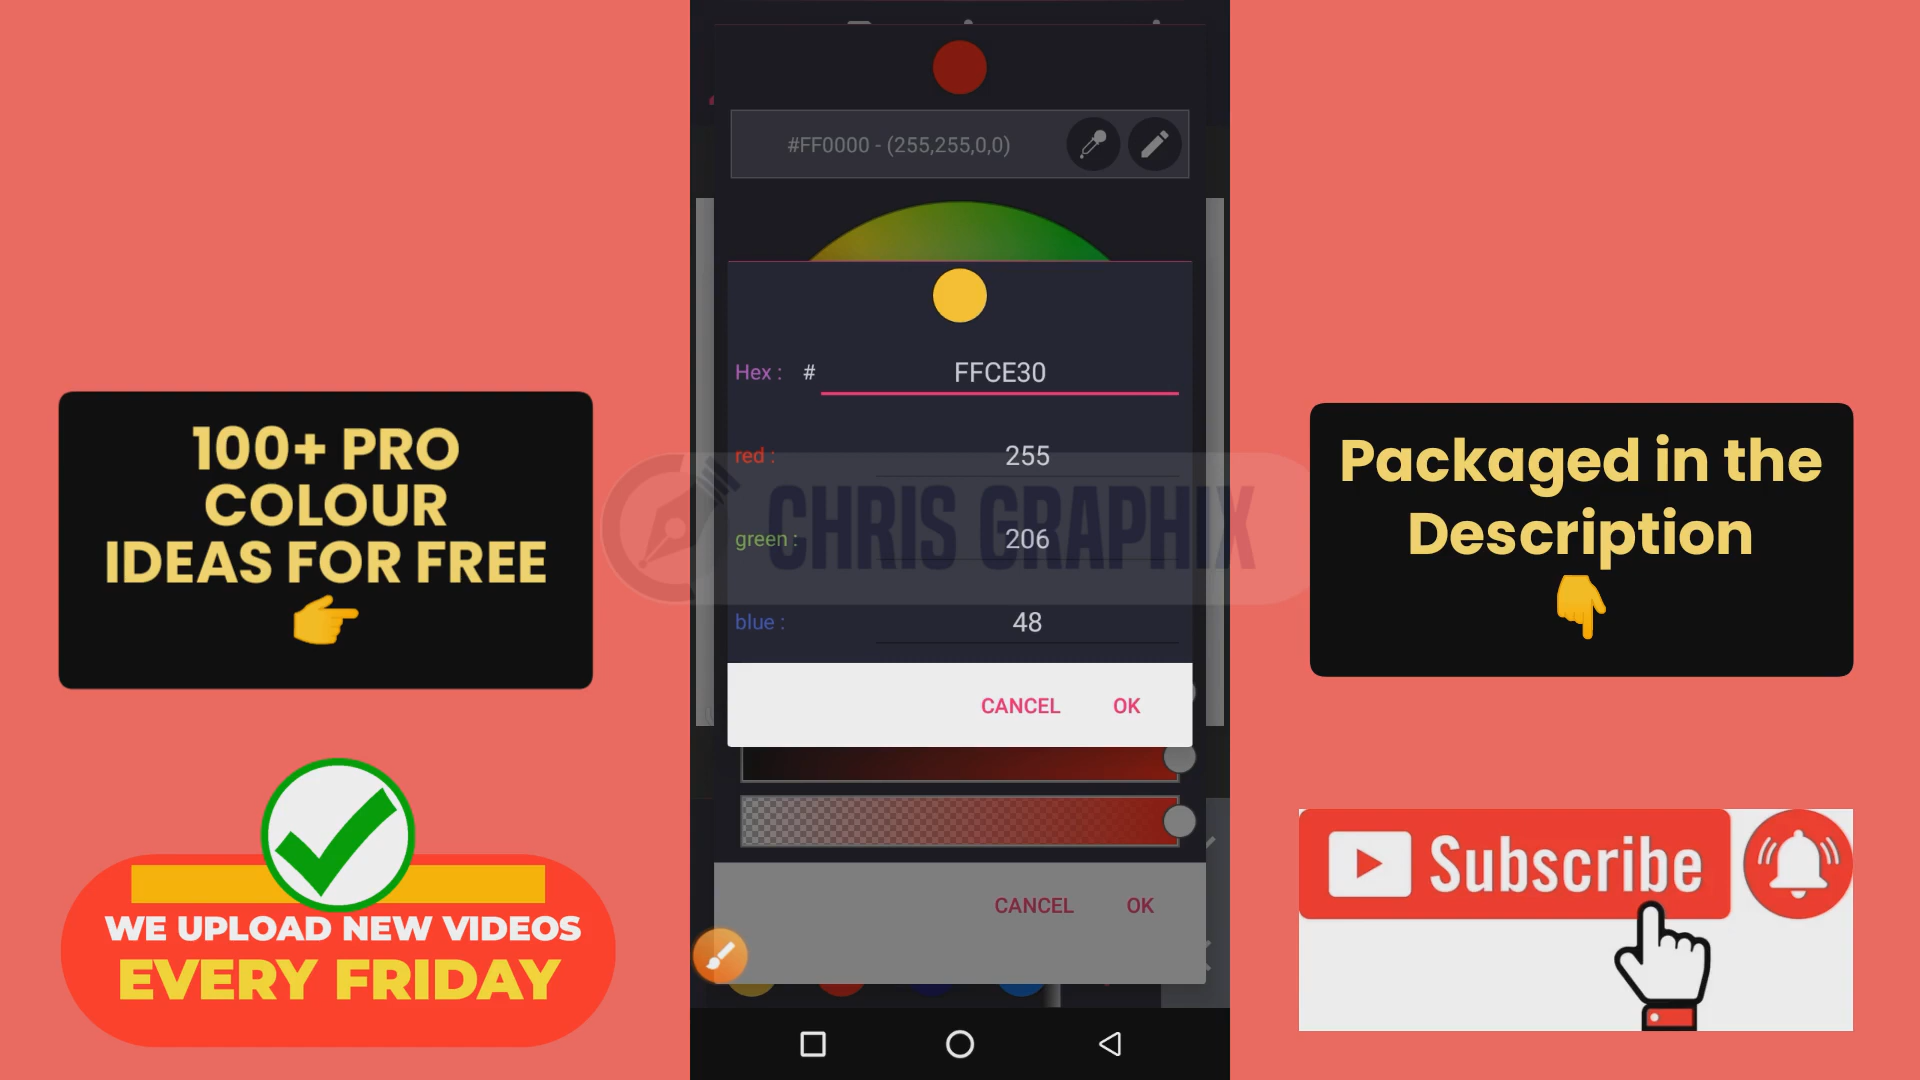 #FF0000 - (255,255,0,0)
Hex : # FFCE30
red : 255
green : 206
blue : 48
CANCEL OK
CANCEL OK
CHRIS GRAPHIX
100+ PRO
COLOUR
IDEAS FOR FREE
WE UPLOAD NEW VIDEOS
EVERY FRIDAY
Packaged in the
Description
Subscribe